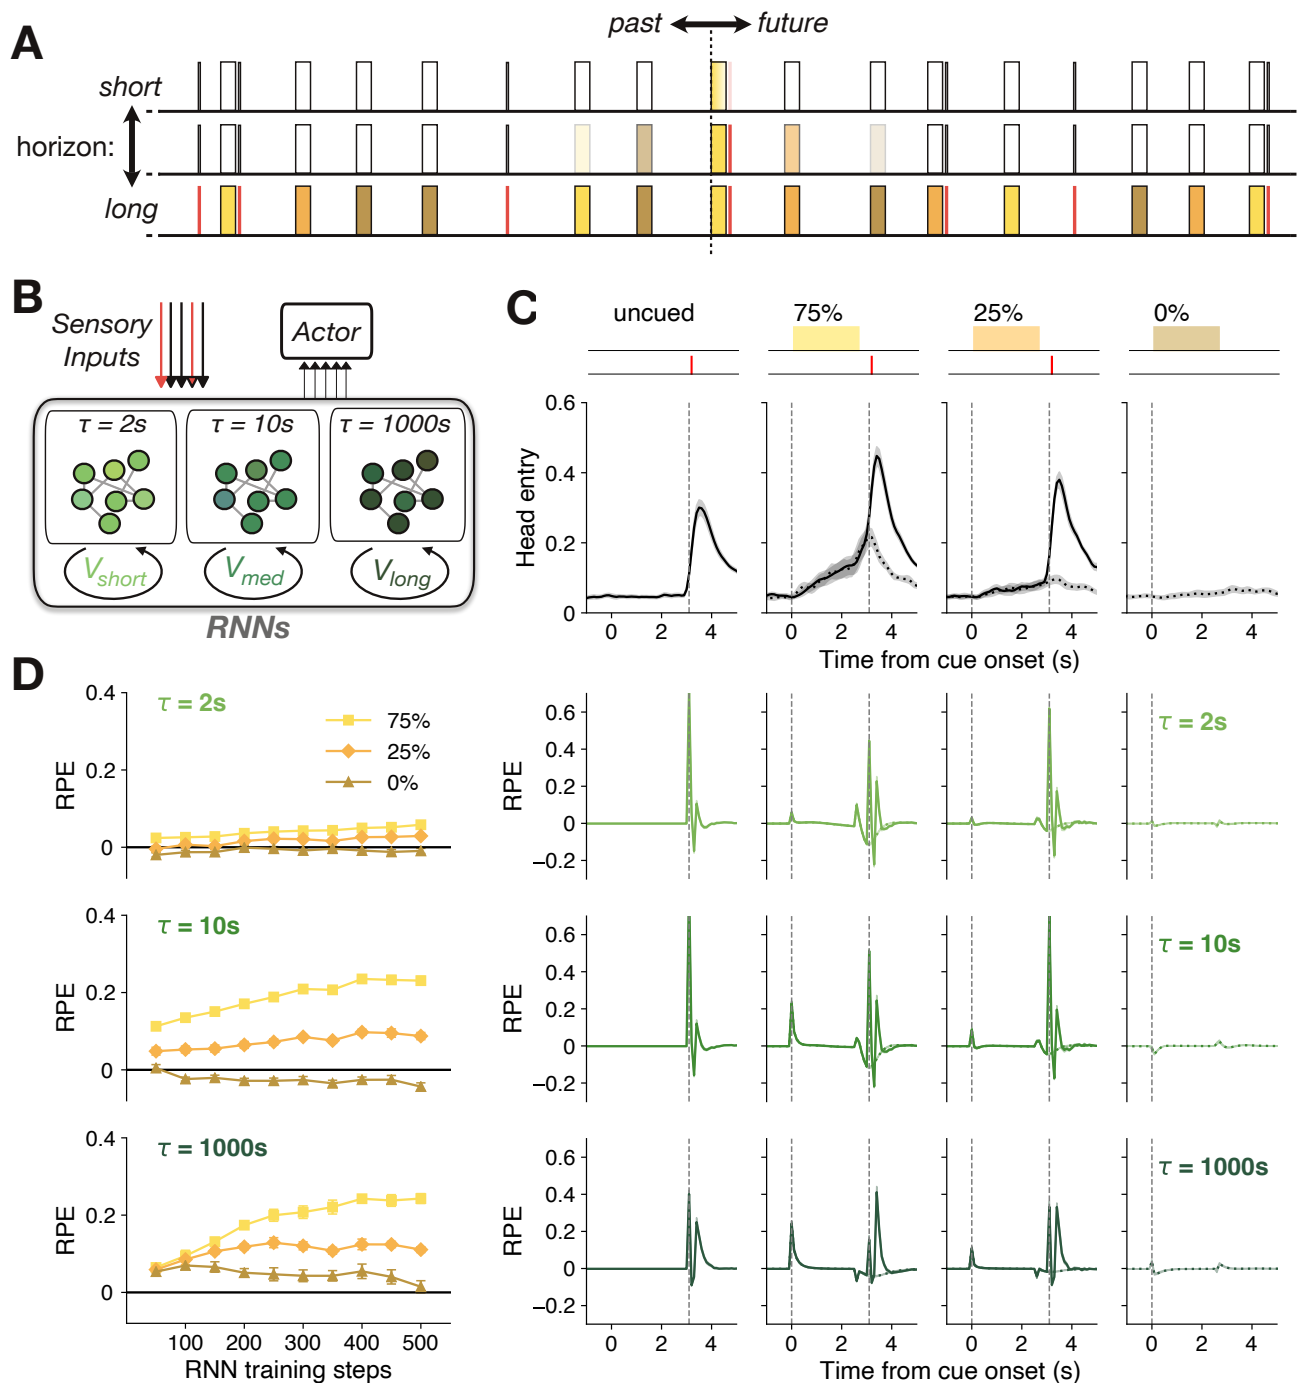 A
past
future
short
horizon:
long
B
Sensory
Inputs
Actor
τ = 2s
τ = 10s
τ = 1000s
Vshort
Vmed
Vlong
RNNs
C
uncued
75%
25%
0%
Head entry
0.6
0.4
0.2
0
0 2 4
0 2 4
0 2 4
0 2 4
Time from cue onset (s)
D
τ = 2s
75%
25%
0%
RPE
0.4
0.2
0
τ = 10s
RPE
0.4
0.2
0
τ = 1000s
RPE
0.4
0.2
0
100 200 300 400 500
RNN training steps
τ = 2s
RPE
0.6
0.4
0.2
0
−0.2
τ = 10s
RPE
0.6
0.4
0.2
0
−0.2
τ = 1000s
RPE
0.6
0.4
0.2
0
−0.2
0 2 4
0 2 4
0 2 4
0 2 4
Time from cue onset (s)